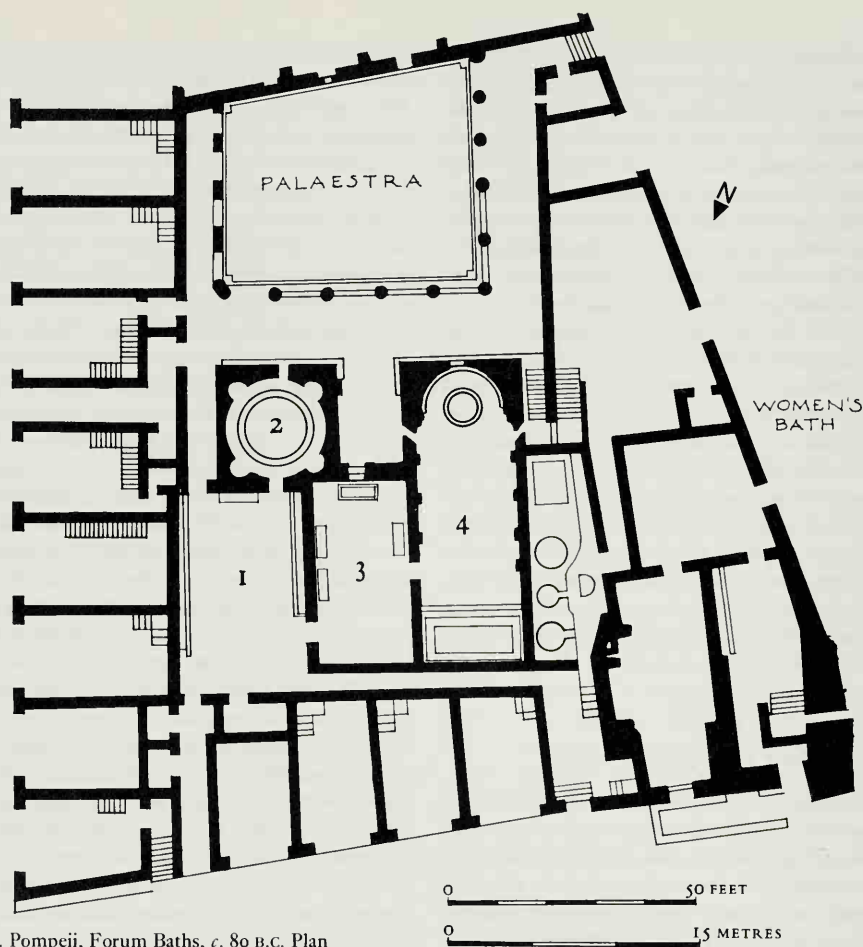 PALAESTRA
N
WOMEN'S
BATH
2
1
3
4
0 50 FEET
0 15 METRES
. Pompeii, Forum Baths, c. 80 B.C. Plan